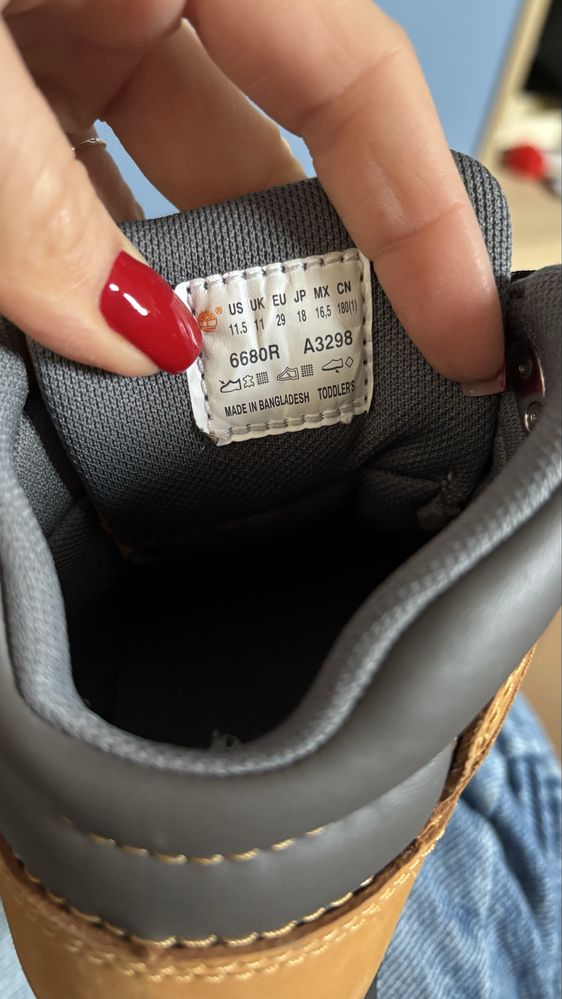 US UK EU JP MX CN
11.5 11 29 18 16,5 180(1)
6680R A3298
MADE IN BANGLADESH TODDLER'S